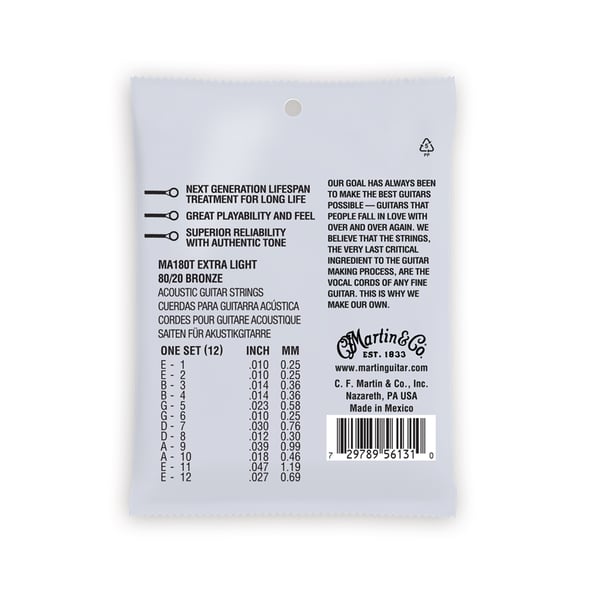 5
PP
NEXT GENERATION LIFESPAN
TREATMENT FOR LONG LIFE
GREAT PLAYABILITY AND FEEL
SUPERIOR RELIABILITY
WITH AUTHENTIC TONE
MA180T EXTRA LIGHT
80/20 BRONZE
ACOUSTIC GUITAR STRINGS
CUERDAS PARA GUITARRA ACÚSTICA
CORDES POUR GUITARE ACOUSTIQUE
SAITEN FÜR AKUSTIKGITARRE
ONE SET (12) INCH MM
E - 1 .010 0.25
E - 2 .010 0.25
B - 3 .014 0.36
B - 4 .014 0.36
G - 5 .023 0.58
G - 6 .010 0.25
D - 7 .030 0.76
D - 8 .012 0.30
A - 9 .039 0.99
A - 10 .018 0.46
E - 11 .047 1.19
E - 12 .027 0.69
OUR GOAL HAS ALWAYS BEEN
TO MAKE THE BEST GUITARS
POSSIBLE — GUITARS THAT
PEOPLE FALL IN LOVE WITH
OVER AND OVER AGAIN. WE
BELIEVE THAT THE STRINGS,
THE VERY LAST CRITICAL
INGREDIENT TO THE GUITAR
MAKING PROCESS, ARE THE
VOCAL CORDS OF ANY FINE
GUITAR. THIS IS WHY WE
MAKE OUR OWN.
CF Martin & Co.
EST. 1833
www.martinguitar.com
C. F. Martin & Co., Inc.
Nazareth, PA USA
Made in Mexico
7 29789 56131 0